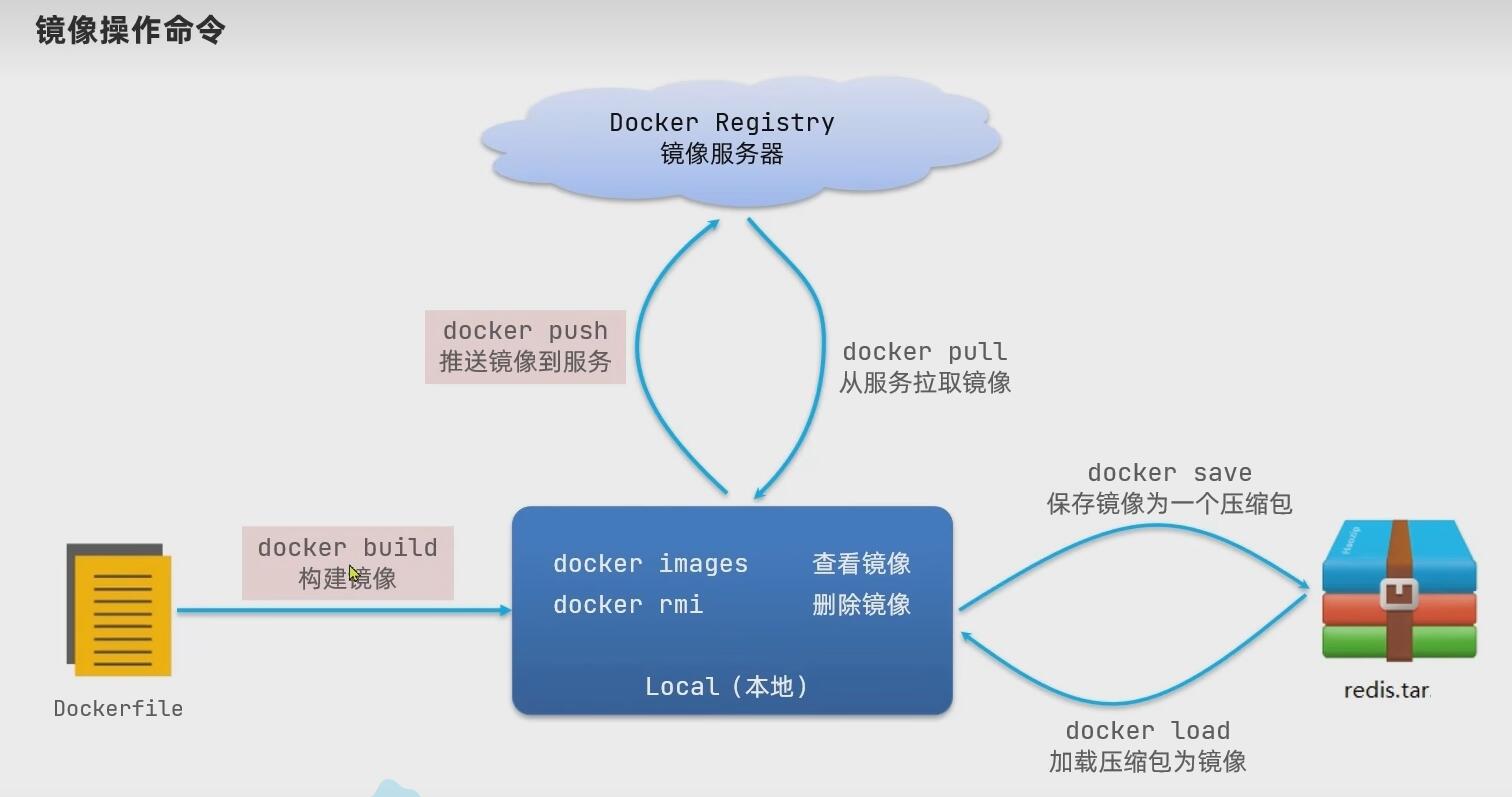 镜像操作命令
Docker Registry
镜像服务器
docker push
推送镜像到服务
docker pull
从服务拉取镜像
docker save
保存镜像为一个压缩包
docker build
构建镜像
docker images 查看镜像
docker rmi 删除镜像
Local（本地）
Haozip
redis.tar
Dockerfile
docker load
加载压缩包为镜像